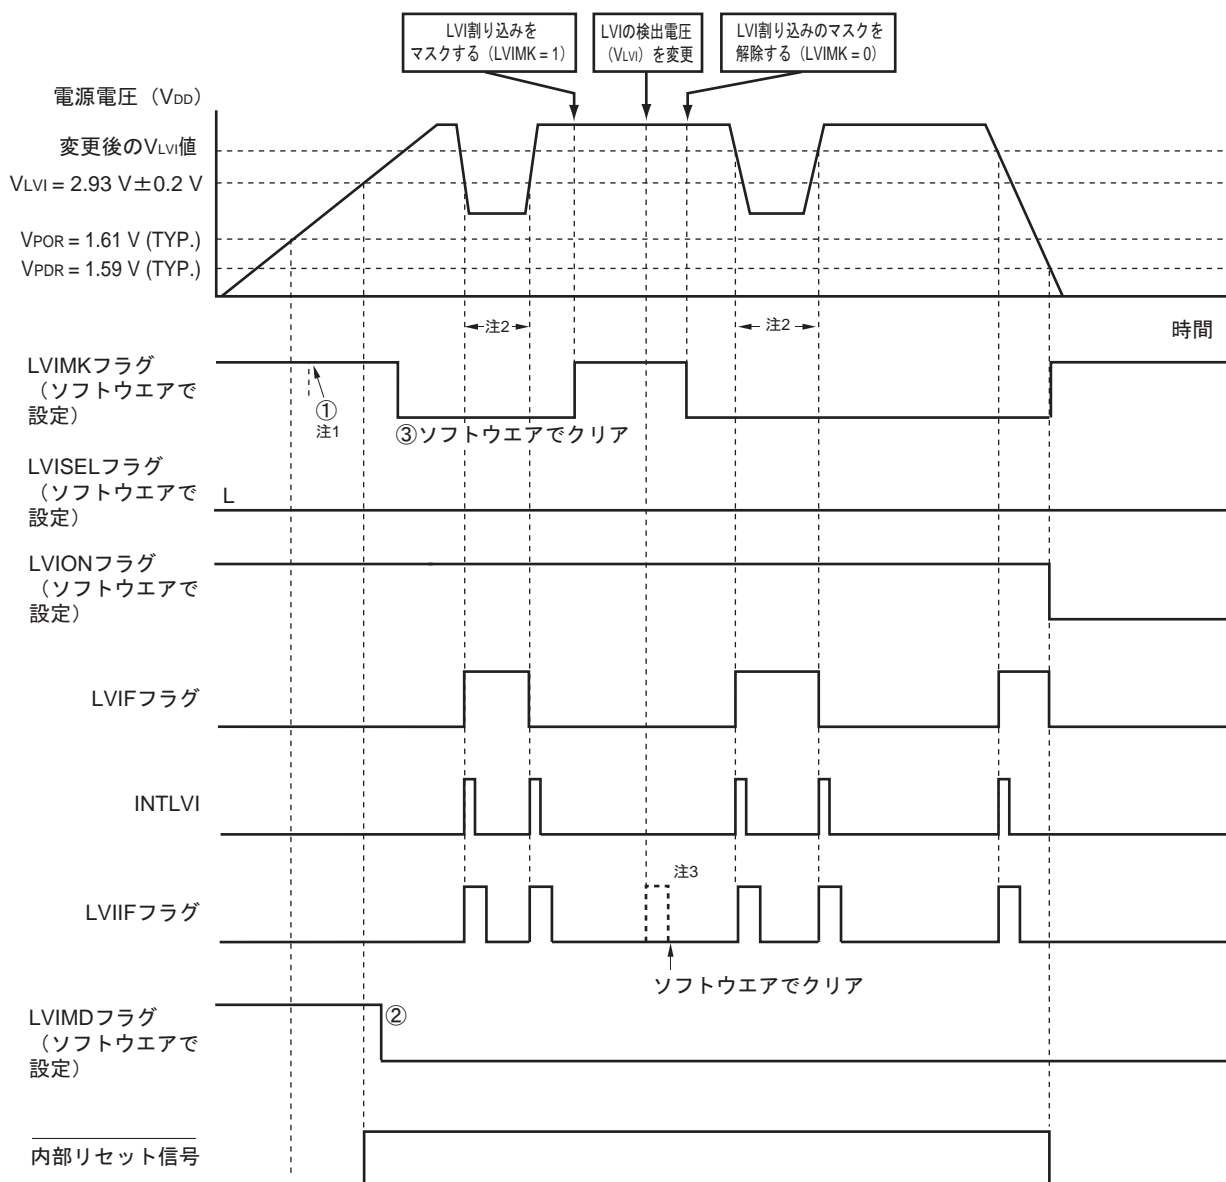 LVI割り込みを
マスクする（LVIMK = 1）
LVIの検出電圧
（VLVI）を変更
LVI割り込みのマスクを
解除する（LVIMK = 0）
電源電圧（VDD）
変更後のVLVI値
VLVI = 2.93 V±0.2 V
VPOR = 1.61 V (TYP.)
VPDR = 1.59 V (TYP.)
注2
注2
時間
LVIMKフラグ
（ソフトウエアで
設定）
①
注1
③ソフトウエアでクリア
LVISELフラグ
（ソフトウエアで
設定）
L
LVIONフラグ
（ソフトウエアで
設定）
LVIFフラグ
INTLVI
注3
LVIIFフラグ
ソフトウエアでクリア
LVIMDフラグ
（ソフトウエアで
設定）
②
内部リセット信号